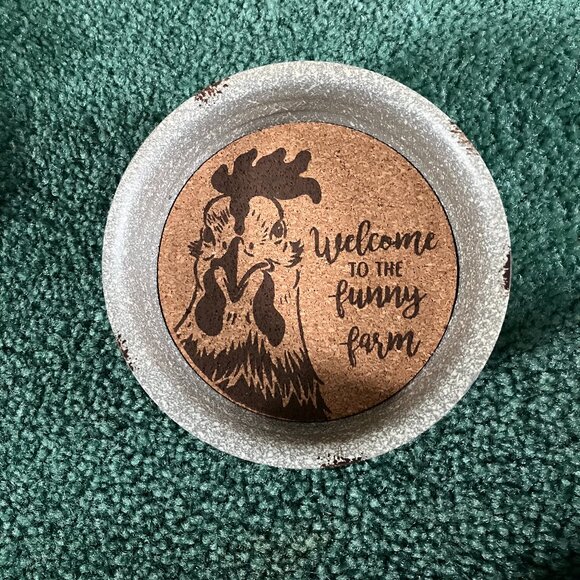 Welcome
TO THE
funny
farm